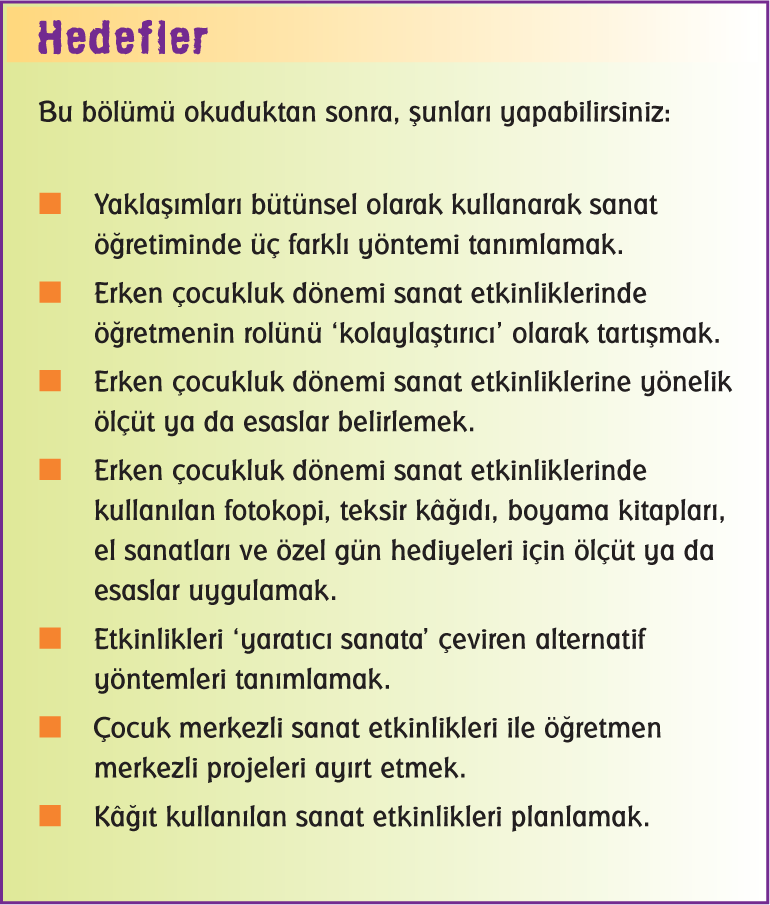 Hedefler
Bu bölümü okuduktan sonra, şunları yapabilirsiniz:
■ Yaklaşımları bütünsel olarak kullanarak sanat
öğretiminde üç farklı yöntemi tanımlamak.
■ Erken çocukluk dönemi sanat etkinliklerinde
öğretmenin rolünü ‘kolaylaştırıcı’ olarak tartışmak.
■ Erken çocukluk dönemi sanat etkinliklerine yönelik
ölçüt ya da esaslar belirlemek.
■ Erken çocukluk dönemi sanat etkinliklerinde
kullanılan fotokopi, teksir kâğıdı, boyama kitapları,
el sanatları ve özel gün hediyeleri için ölçüt ya da
esaslar uygulamak.
■ Etkinlikleri ‘yaratıcı sanata’ çeviren alternatif
yöntemleri tanımlamak.
■ Çocuk merkezli sanat etkinlikleri ile öğretmen
merkezli projeleri ayırt etmek.
■ Kâğıt kullanılan sanat etkinlikleri planlamak.